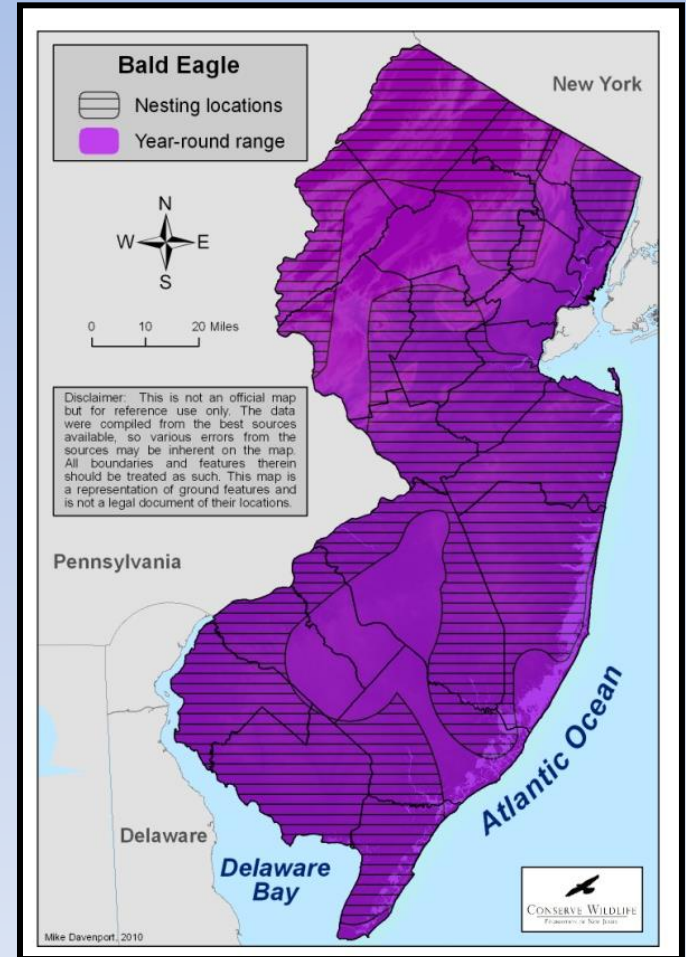 Bald Eagle
Nesting locations
Year-round range
New York
N
W E
S
0 10 20 Miles
Disclaimer: This is not an official map
but for reference use only. The data
were compiled from the best sources
available, so various errors from the
sources may be inherent on the map.
All boundaries and features therein
should be treated as such. This map is
a representation of ground features and
is not a legal document of their locations.
Pennsylvania
Atlantic Ocean
Delaware
Delaware
Bay
CONSERVE WILDLIFE
FOUNDATION OF NEW JERSEY
Mike Davenport, 2010